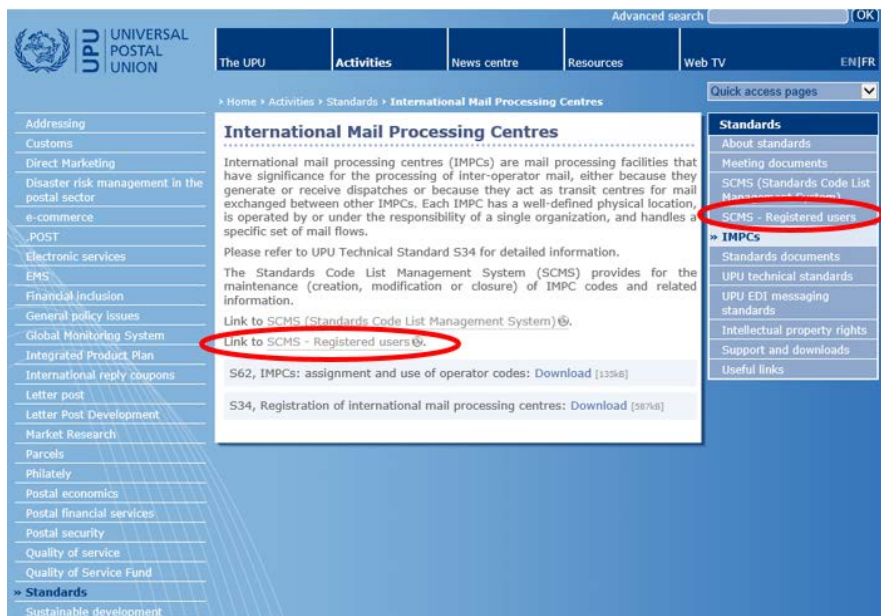 Advanced search
OK
UPU
UNIVERSAL
POSTAL
UNION
The UPU
Activities
News centre
Resources
Web TV
EN|FR
Quick access pages
› Home › Activities › Standards › International Mail Processing Centres
Addressing
Customs
Direct Marketing
Disaster risk management in the
postal sector
e-commerce
.POST
Electronic services
EMS
Financial inclusion
General policy issues
Global Monitoring System
Integrated Product Plan
International reply coupons
Letter post
Letter Post Development
Market Research
Parcels
Philately
Postal economics
Postal financial services
Postal security
Quality of service
Quality of Service Fund
» Standards
Sustainable development
International Mail Processing Centres
International mail processing centres (IMPCs) are mail processing facilities that
have significance for the processing of inter-operator mail, either because they
generate or receive dispatches or because they act as transit centres for mail
exchanged between other IMPCs. Each IMPC has a well-defined physical location,
is operated by or under the responsibility of a single organization, and handles a
specific set of mail flows.
Please refer to UPU Technical Standard S34 for detailed information.
The Standards Code List Management System (SCMS) provides for the
maintenance (creation, modification or closure) of IMPC codes and related
information.
Link to SCMS (Standards Code List Management System).
Link to SCMS - Registered users.
S62, IMPCs: assignment and use of operator codes: Download [135kB]
S34, Registration of international mail processing centres: Download [587kB]
Standards
About standards
Meeting documents
SCMS (Standards Code List
Management System)
SCMS - Registered users
» IMPCs
Standards documents
UPU technical standards
UPU EDI messaging
standards
Intellectual property rights
Support and downloads
Useful links